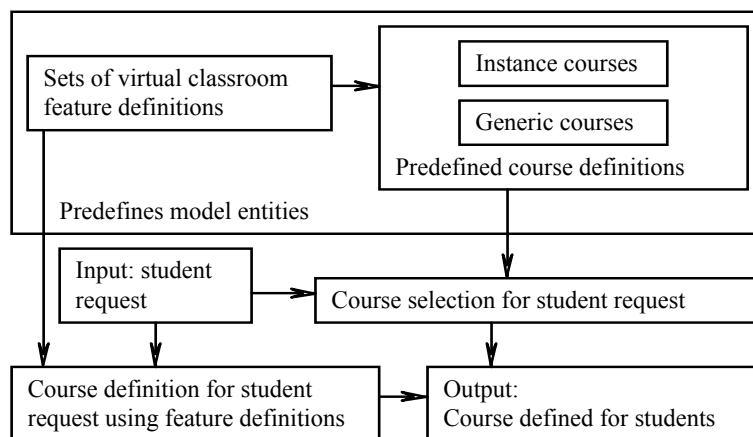 Sets of virtual classroom
feature definitions
Instance courses
Generic courses
Predefined course definitions
Predefines model entities
Input: student
request
Course selection for student request
Course definition for student
request using feature definitions
Output:
Course defined for students